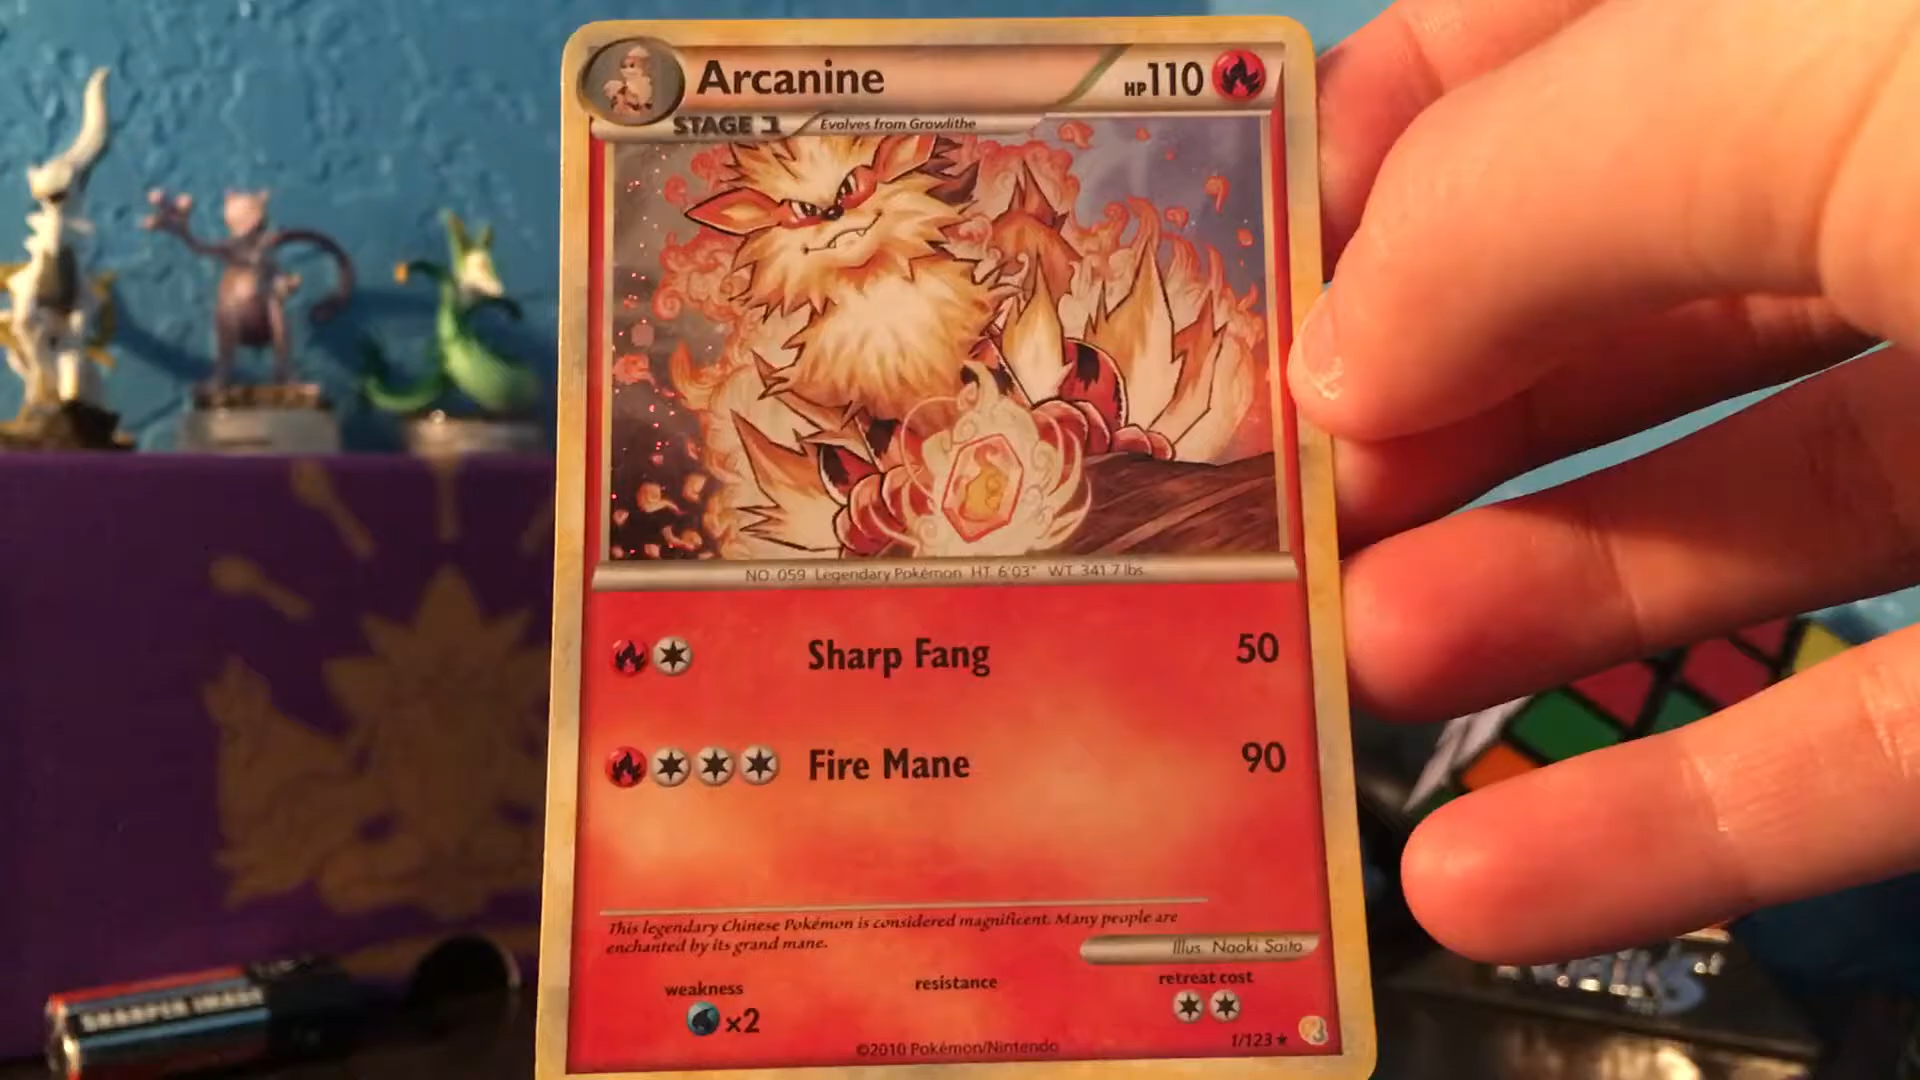 Arcanine
HP110
STAGE 1
Evolves from Growlithe
NO. 059 Legendary Pokémon HT. 6'03" WT. 341.7 lbs.
Sharp Fang 50
Fire Mane 90
This legendary Chinese Pokémon is considered magnificent. Many people are
enchanted by its grand mane.
Illus. Naoki Saito
weakness resistance retreat cost
×2
©2010 Pokémon/Nintendo
1/123 ★
SHARPER IMAGE